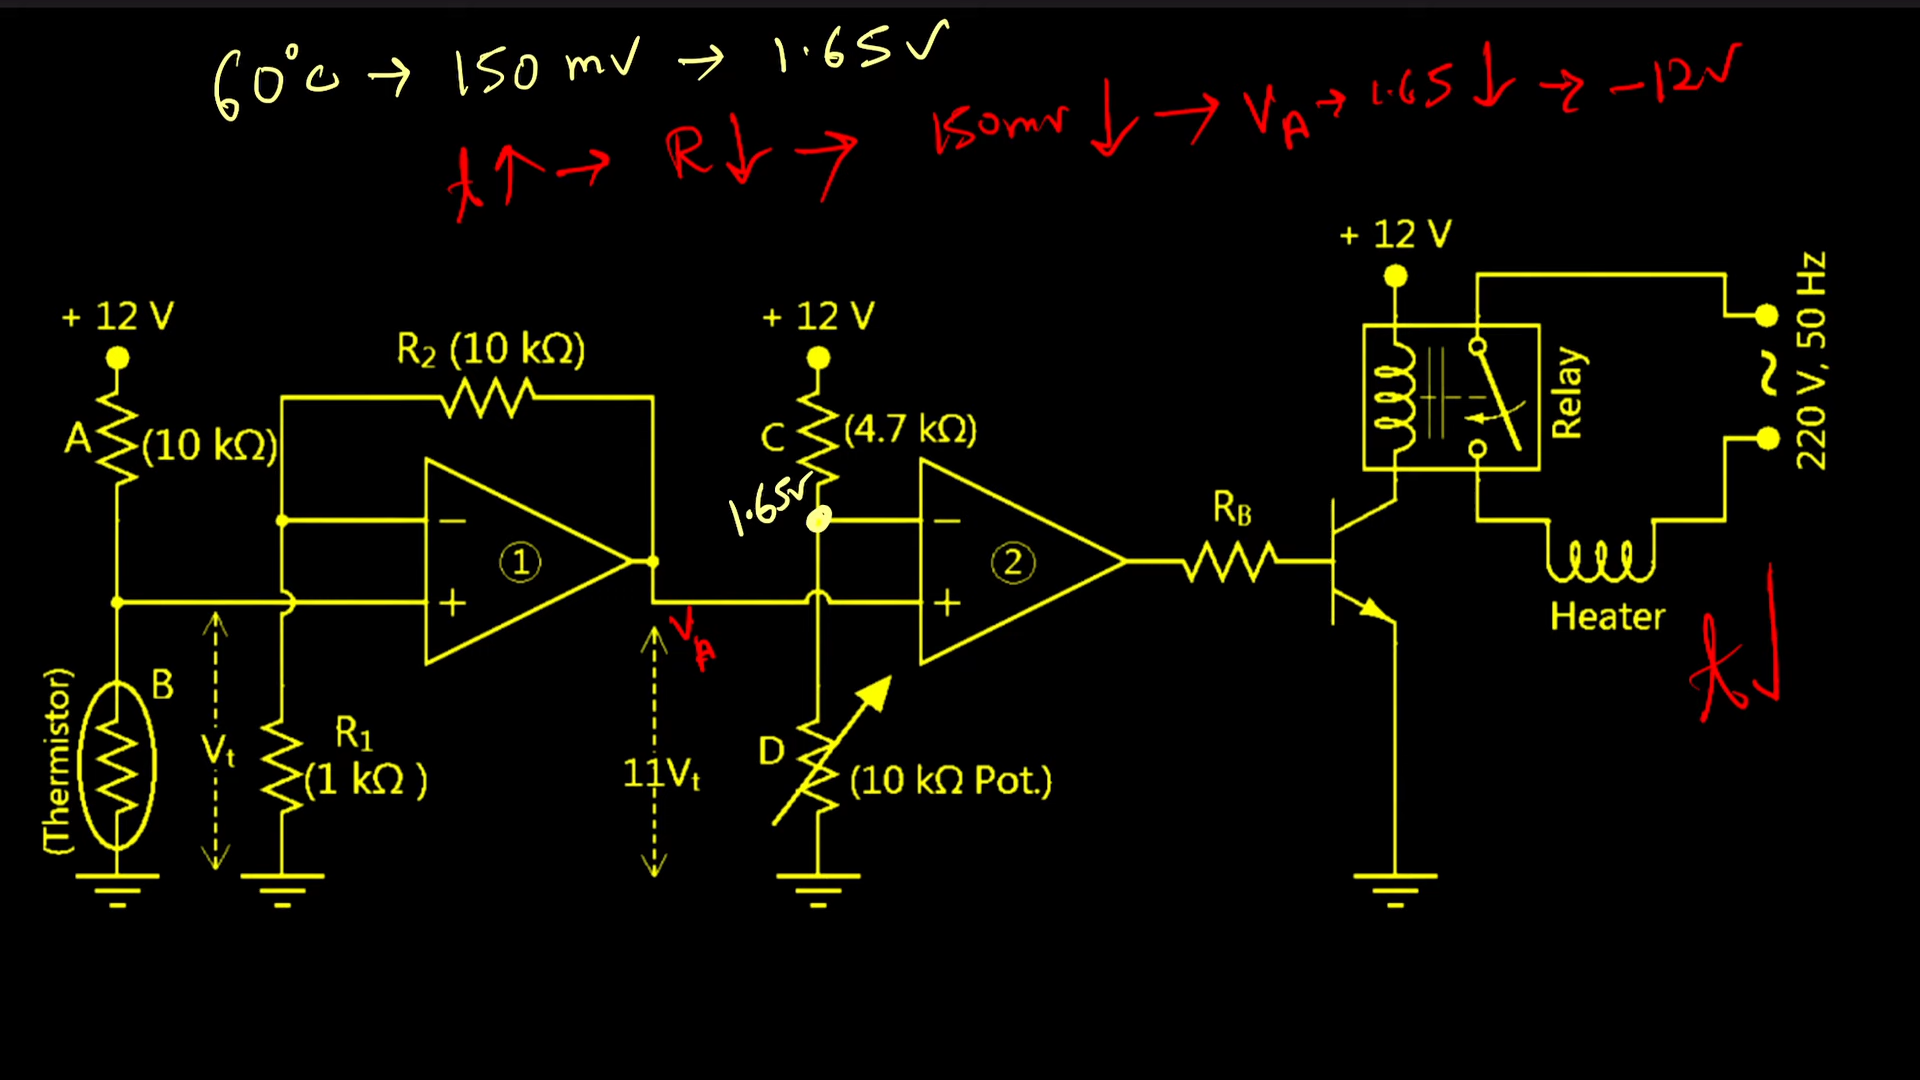 60°C → 150 mV → 1.65V
t↑ → R↓ → 150mv ↓ → VA → 1.65 ↓ → -12V
+ 12 V
+ 12 V
+ 12 V
R₂ (10 kΩ)
A
(10 kΩ)
C
(4.7 kΩ)
1.65V
Relay
220 V, 50 Hz
~
RB
−
①
+
−
②
+
VA
Heater
t↓
(Thermistor)
B
Vt
R₁
(1 kΩ )
11Vt
D
(10 kΩ Pot.)